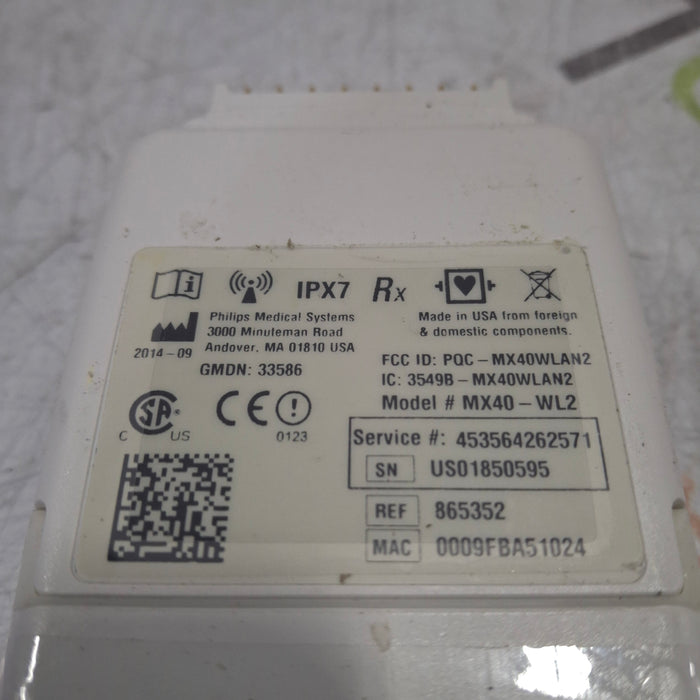 IPX7 Rx
Philips Medical Systems
3000 Minuteman Road
Andover, MA 01810 USA
2014-09
GMDN: 33586
Made in USA from foreign
& domestic components.
FCC ID: PQC-MX40WLAN2
IC: 3549B-MX40WLAN2
Model # MX40-WL2
CSA
C US
CE
0123
Service #: 453564262571
SN US01850595
REF 865352
MAC 0009FBA51024